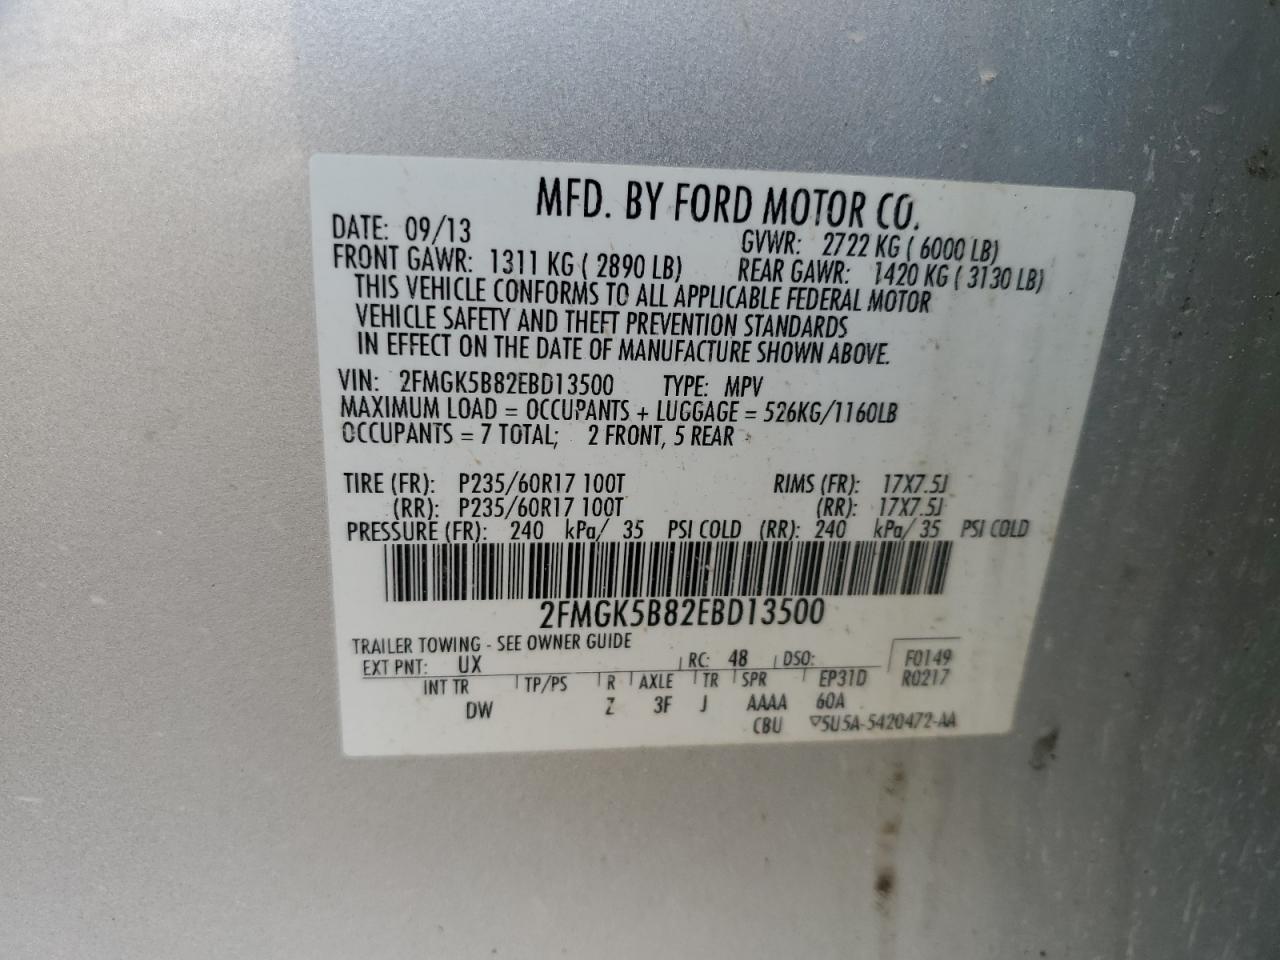 MFD. BY FORD MOTOR CO.
DATE: 09/13 GVWR: 2722 KG ( 6000 LB)
FRONT GAWR: 1311 KG ( 2890 LB) REAR GAWR: 1420 KG ( 3130 LB)
THIS VEHICLE CONFORMS TO ALL APPLICABLE FEDERAL MOTOR
VEHICLE SAFETY AND THEFT PREVENTION STANDARDS
IN EFFECT ON THE DATE OF MANUFACTURE SHOWN ABOVE.
VIN: 2FMGK5B82EBD13500 TYPE: MPV
MAXIMUM LOAD = OCCUPANTS + LUGGAGE = 526KG/1160LB
OCCUPANTS = 7 TOTAL; 2 FRONT, 5 REAR
TIRE (FR): P235/60R17 100T RIMS (FR): 17X7.5J
(RR): P235/60R17 100T (RR): 17X7.5J
PRESSURE (FR): 240 kPa/ 35 PSI COLD (RR): 240 kPa/ 35 PSI COLD
2FMGK5B82EBD13500
TRAILER TOWING - SEE OWNER GUIDE
EXT PNT: UX RC: 48 DSO: F0149
INT TR TP/PS R AXLE TR SPR EP31D R0217
DW Z 3F J AAAA 60A
CBU ▽5U5A-5420472-AA